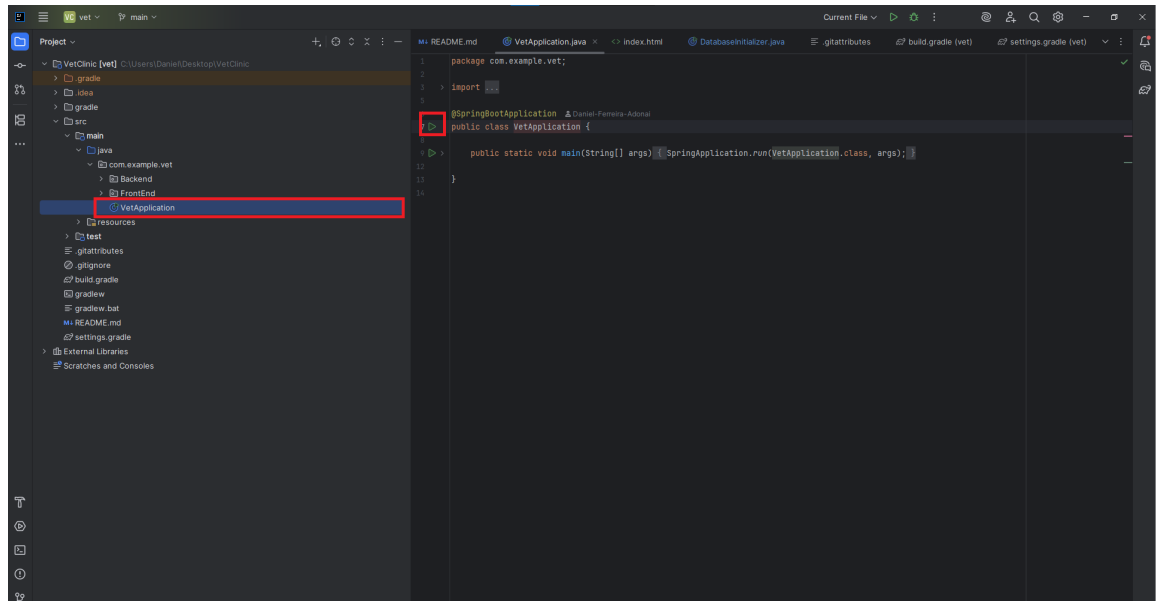 VC vet main Current File
Project
M↓ README.md VetApplication.java index.html DatabaseInitializer.java .gitattributes build.gradle (vet) settings.gradle (vet)
VetClinic [vet] C:\Users\Daniel\Desktop\VetClinic
.gradle
.idea
gradle
src
main
java
com.example.vet
Backend
FrontEnd
VetApplication
resources
test
.gitattributes
.gitignore
build.gradle
gradlew
gradlew.bat
M↓ README.md
settings.gradle
External Libraries
Scratches and Consoles
1 package com.example.vet;
2
3 import ...
5
@SpringBootApplication Daniel-Ferreira-Adonai
7 public class VetApplication {
8
9 public static void main(String[] args) { SpringApplication.run(VetApplication.class, args); }
12
13 }
14